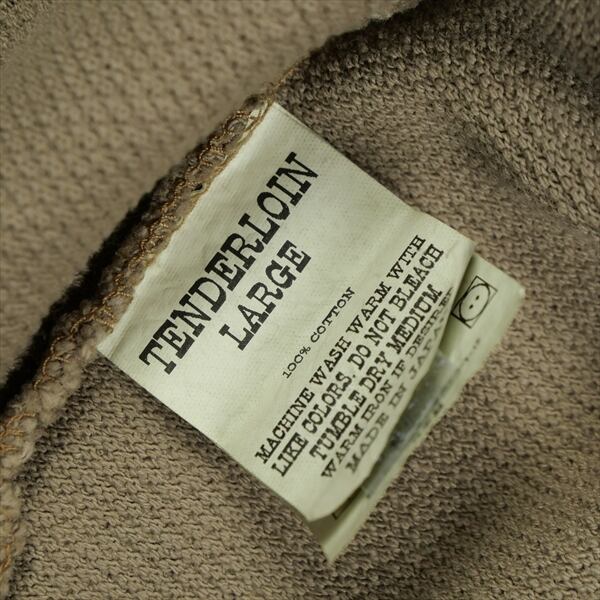 TENDERLOIN
LARGE
100% COTTON
MACHINE WASH WARM WITH
LIKE COLORS. DO NOT BLEACH
TUMBLE DRY MEDIUM
WARM IRON IF DESIRED
MADE IN JAPAN